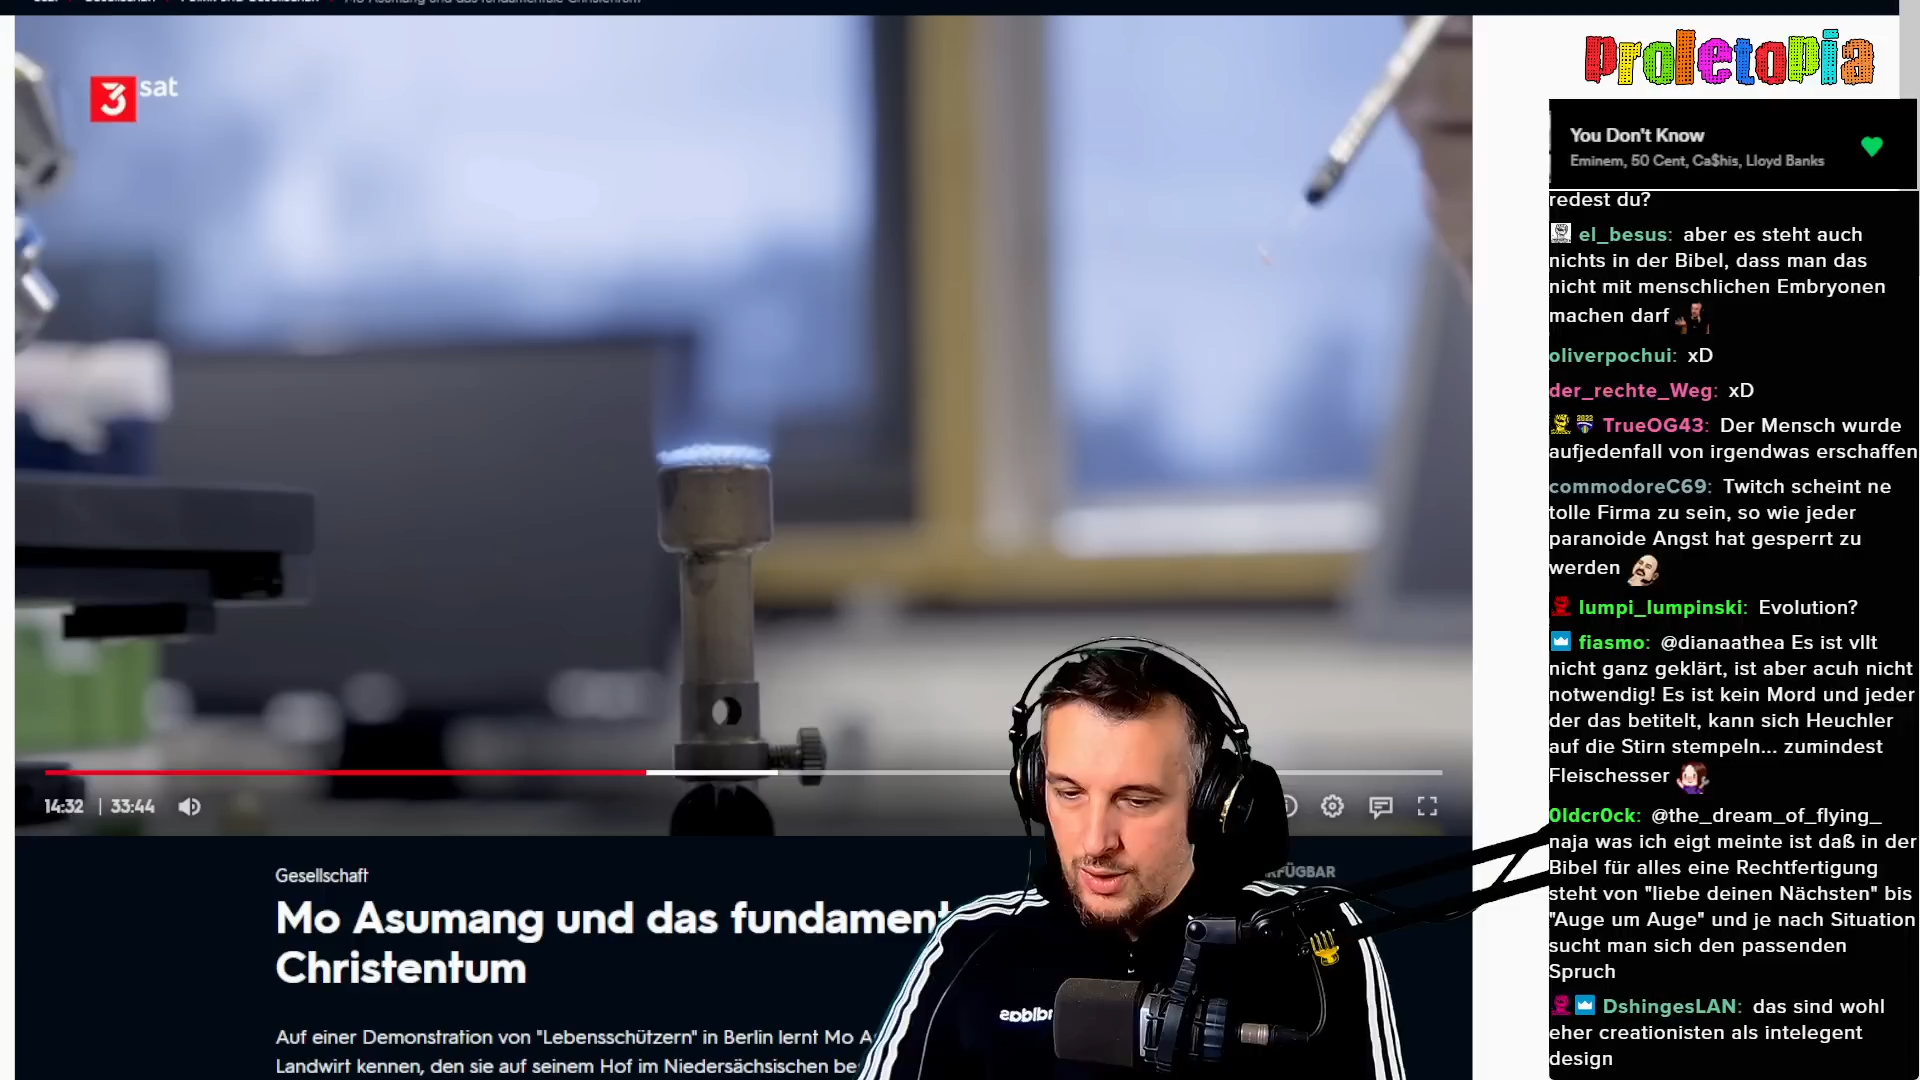 Mo Asumang und das fundamentale Christentum
3sat
14:32 | 33:44
Gesellschaft
RFÜGBAR
Mo Asumang und das fundament
Christentum
Auf einer Demonstration von "Lebensschützern" in Berlin lernt Mo A
Landwirt kennen, den sie auf seinem Hof im Niedersächsischen be
Proletopia
You Don't Know
Eminem, 50 Cent, Ca$his, Lloyd Banks
redest du?
el_besus: aber es steht auch
nichts in der Bibel, dass man das
nicht mit menschlichen Embryonen
machen darf
oliverpochui: xD
der_rechte_Weg: xD
TrueOG43: Der Mensch wurde
aufjedenfall von irgendwas erschaffen
commodoreC69: Twitch scheint ne
tolle Firma zu sein, so wie jeder
paranoide Angst hat gesperrt zu
werden
lumpi_lumpinski: Evolution?
fiasmo: @dianaathea Es ist vllt
nicht ganz geklärt, ist aber acuh nicht
notwendig! Es ist kein Mord und jeder
der das betitelt, kann sich Heuchler
auf die Stirn stempeln... zumindest
Fleischesser
0ldcr0ck: @the_dream_of_flying_
naja was ich eigt meinte ist daß in der
Bibel für alles eine Rechtfertigung
steht von "liebe deinen Nächsten" bis
"Auge um Auge" und je nach Situation
sucht man sich den passenden
Spruch
DshingesLAN: das sind wohl
eher creationisten als intelegent
design